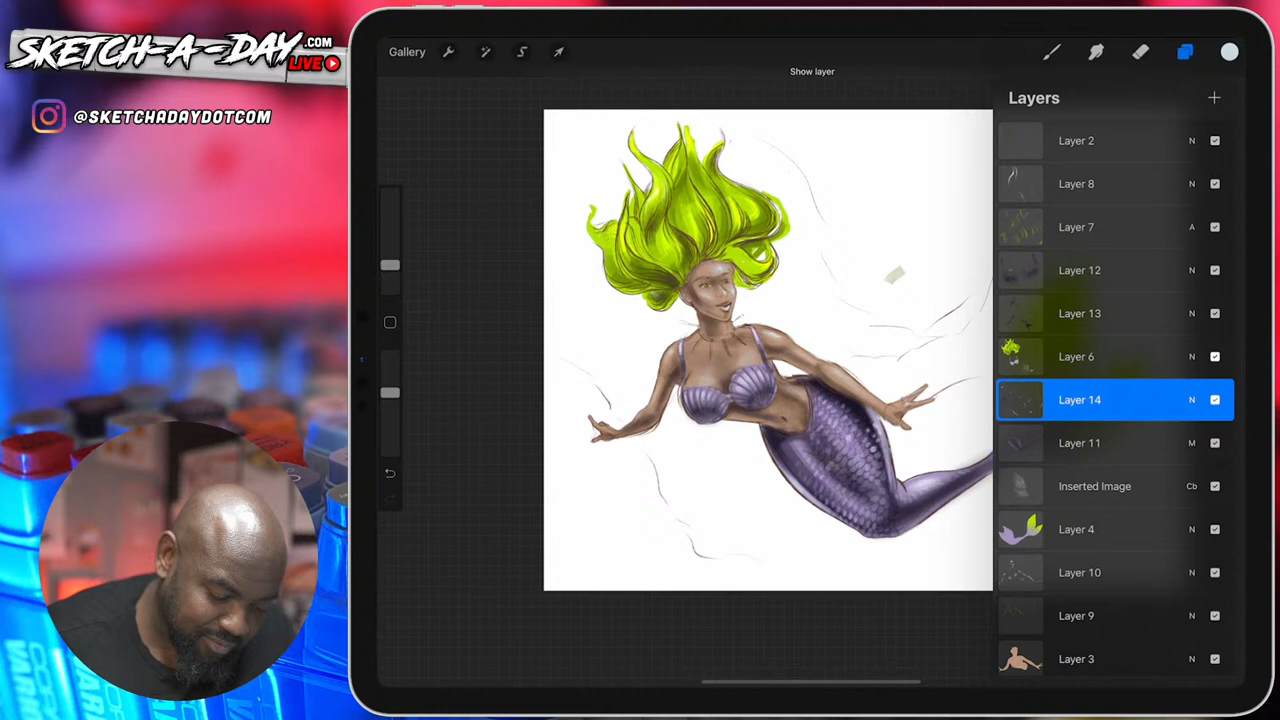 SKETCH-A-DAY.COM
LIVE
@SKETCHADAYDOTCOM
Gallery
Show layer
Layers
Layer 2 N
Layer 8 N
Layer 7 A
Layer 12 N
Layer 13 N
Layer 6 N
Layer 14 N
Layer 11 M
Inserted Image Cb
Layer 4 N
Layer 10 N
Layer 9 N
Layer 3 N